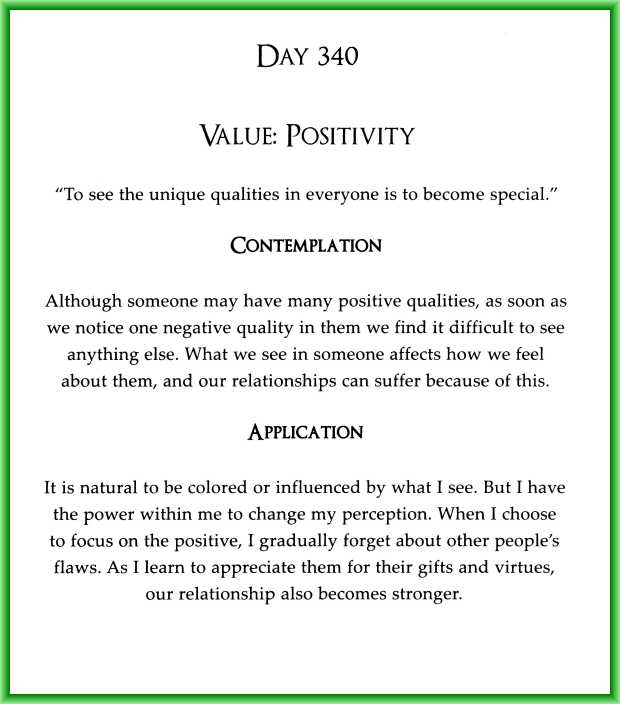 DAY 340
VALUE: POSITIVITY
“To see the unique qualities in everyone is to become special.”
CONTEMPLATION
Although someone may have many positive qualities, as soon as
we notice one negative quality in them we find it difficult to see
anything else. What we see in someone affects how we feel
about them, and our relationships can suffer because of this.
APPLICATION
It is natural to be colored or influenced by what I see. But I have
the power within me to change my perception. When I choose
to focus on the positive, I gradually forget about other people’s
flaws. As I learn to appreciate them for their gifts and virtues,
our relationship also becomes stronger.